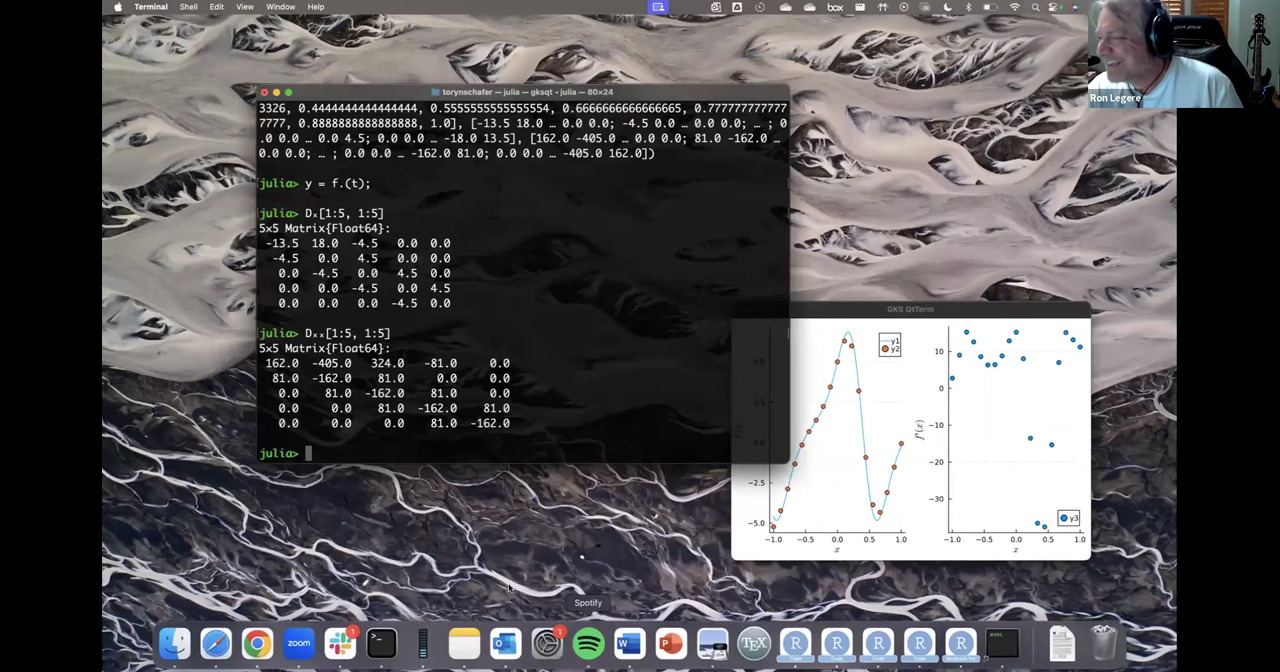 Terminal Shell Edit View Window Help
box
Ron Legere
torynschafer — julia — gksqt - julia — 80×24
3326, 0.4444444444444444, 0.5555555555555554, 0.6666666666666665, 0.777777777777
7777, 0.8888888888888888, 1.0], [-13.5 18.0 … 0.0 0.0; -4.5 0.0 … 0.0 0.0; … ; 0
.0 0.0 … 0.0 4.5; 0.0 0.0 … -18.0 13.5], [162.0 -405.0 … 0.0 0.0; 81.0 -162.0 …
0.0 0.0; … ; 0.0 0.0 … -162.0 81.0; 0.0 0.0 … -405.0 162.0])
julia> y = f.(t);
julia> Dₓ[1:5, 1:5]
5×5 Matrix{Float64}:
-13.5 18.0 -4.5 0.0 0.0
-4.5 0.0 4.5 0.0 0.0
0.0 -4.5 0.0 4.5 0.0
0.0 0.0 -4.5 0.0 4.5
0.0 0.0 0.0 -4.5 0.0
julia> Dₓₓ[1:5, 1:5]
5×5 Matrix{Float64}:
162.0 -405.0 324.0 -81.0 0.0
81.0 -162.0 81.0 0.0 0.0
0.0 81.0 -162.0 81.0 0.0
0.0 0.0 81.0 -162.0 81.0
0.0 0.0 0.0 81.0 -162.0
julia>
GKS QtTerm
y1
y2
-2.5
-5.0
-1.0 -0.5 0.0 0.5 1.0
x
f'(x)
10
0
-10
-20
-30
y3
-1.0 -0.5 0.0 0.5 1.0
x
Spotify
zoom
1
>_
1
W
P
TEX
R
R
R
R
R
exec